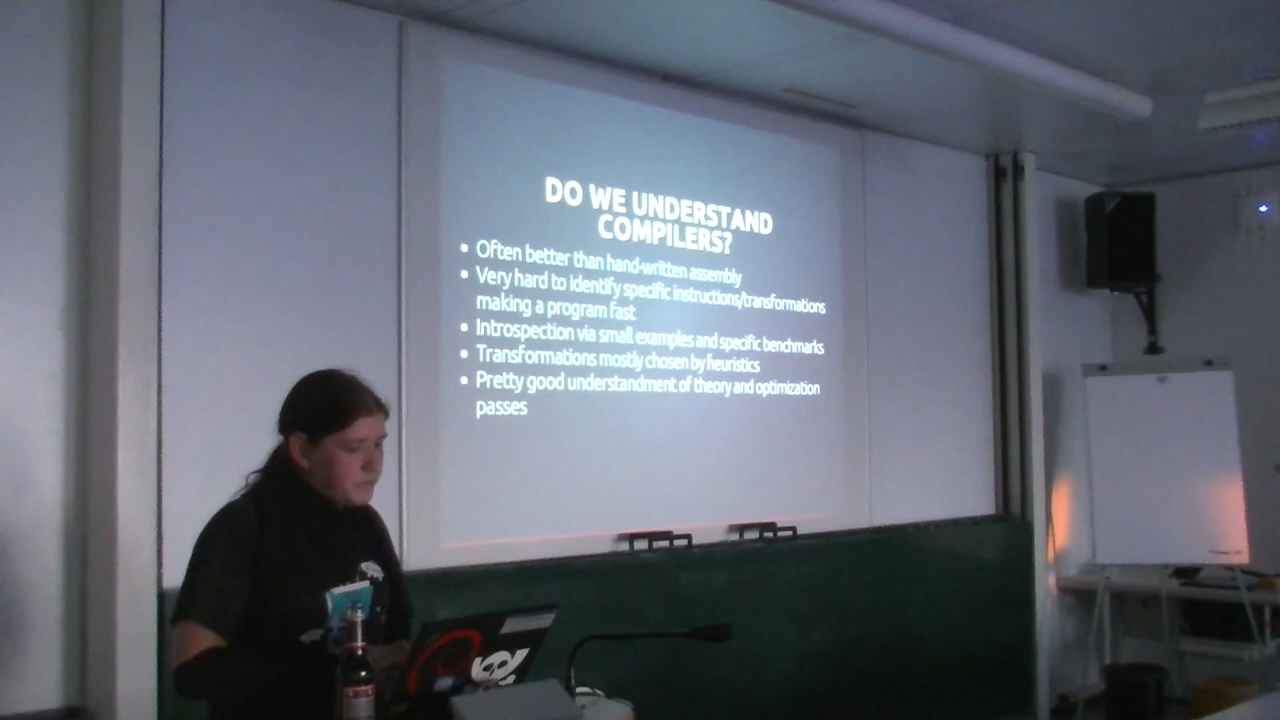 DO WE UNDERSTAND
COMPILERS?
• Often better than hand-written assembly
• Very hard to identify specific instructions/transformations
making a program fast
• Introspection via small examples and specific benchmarks
• Transformations mostly chosen by heuristics
• Pretty good understandment of theory and optimization
passes